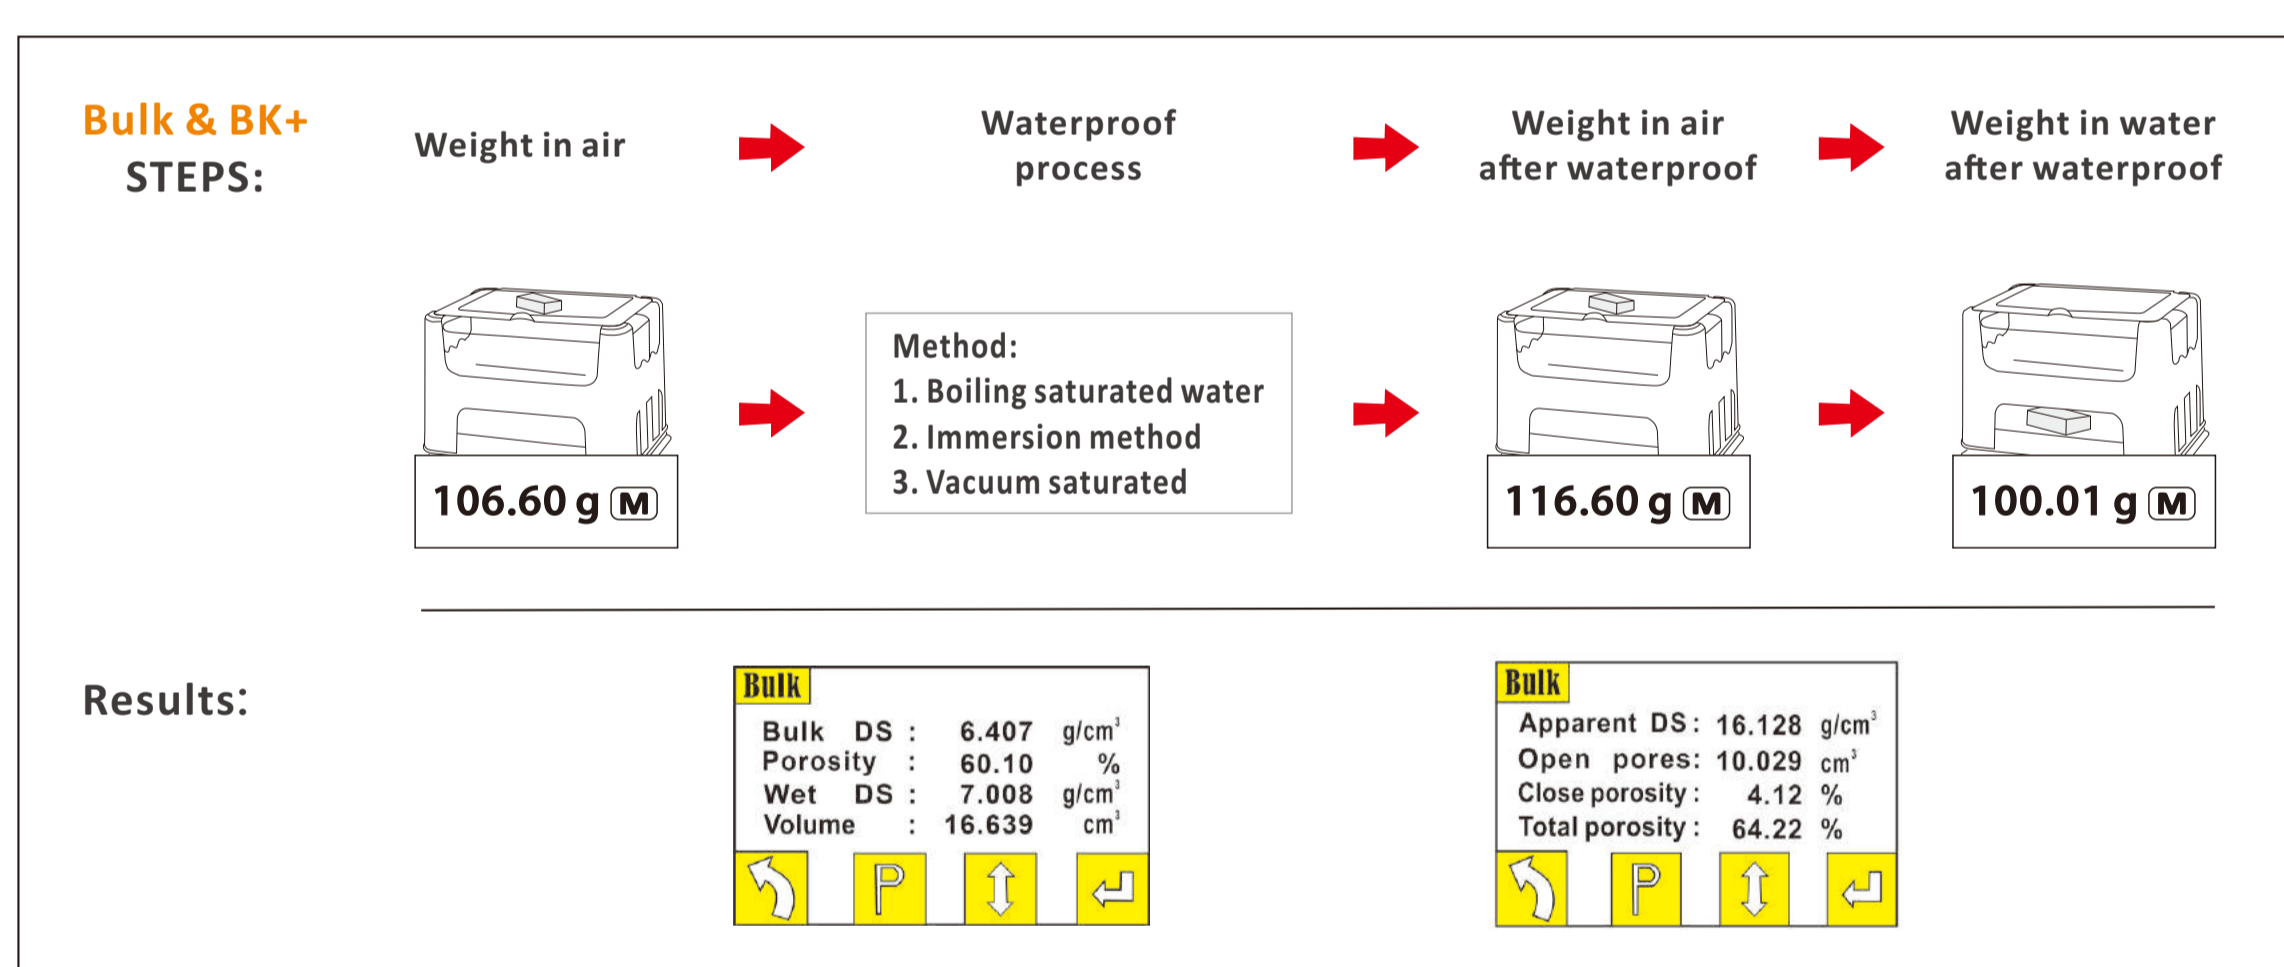 Bulk & BK+
STEPS:
Weight in air
Waterproof
process
Weight in air
after waterproof
Weight in water
after waterproof
106.60 g M
Method:
1. Boiling saturated water
2. Immersion method
3. Vacuum saturated
116.60 g M
100.01 g M
Results:
Bulk
Bulk DS : 6.407 g/cm³
Porosity : 60.10 %
Wet DS : 7.008 g/cm³
Volume : 16.639 cm³
P
Bulk
Apparent DS: 16.128 g/cm³
Open pores: 10.029 cm³
Close porosity : 4.12 %
Total porosity : 64.22 %
P